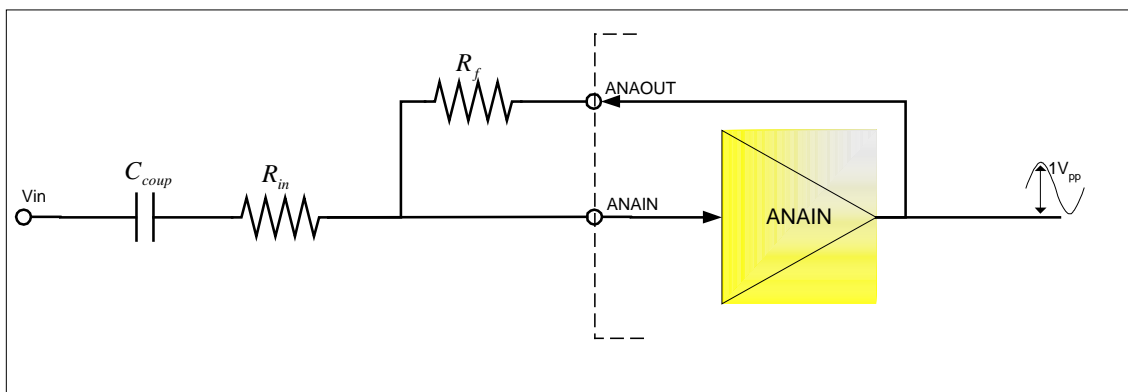 R_f
ANAOUT
C_coup
R_in
Vin
ANAIN
ANAIN
1V_pp